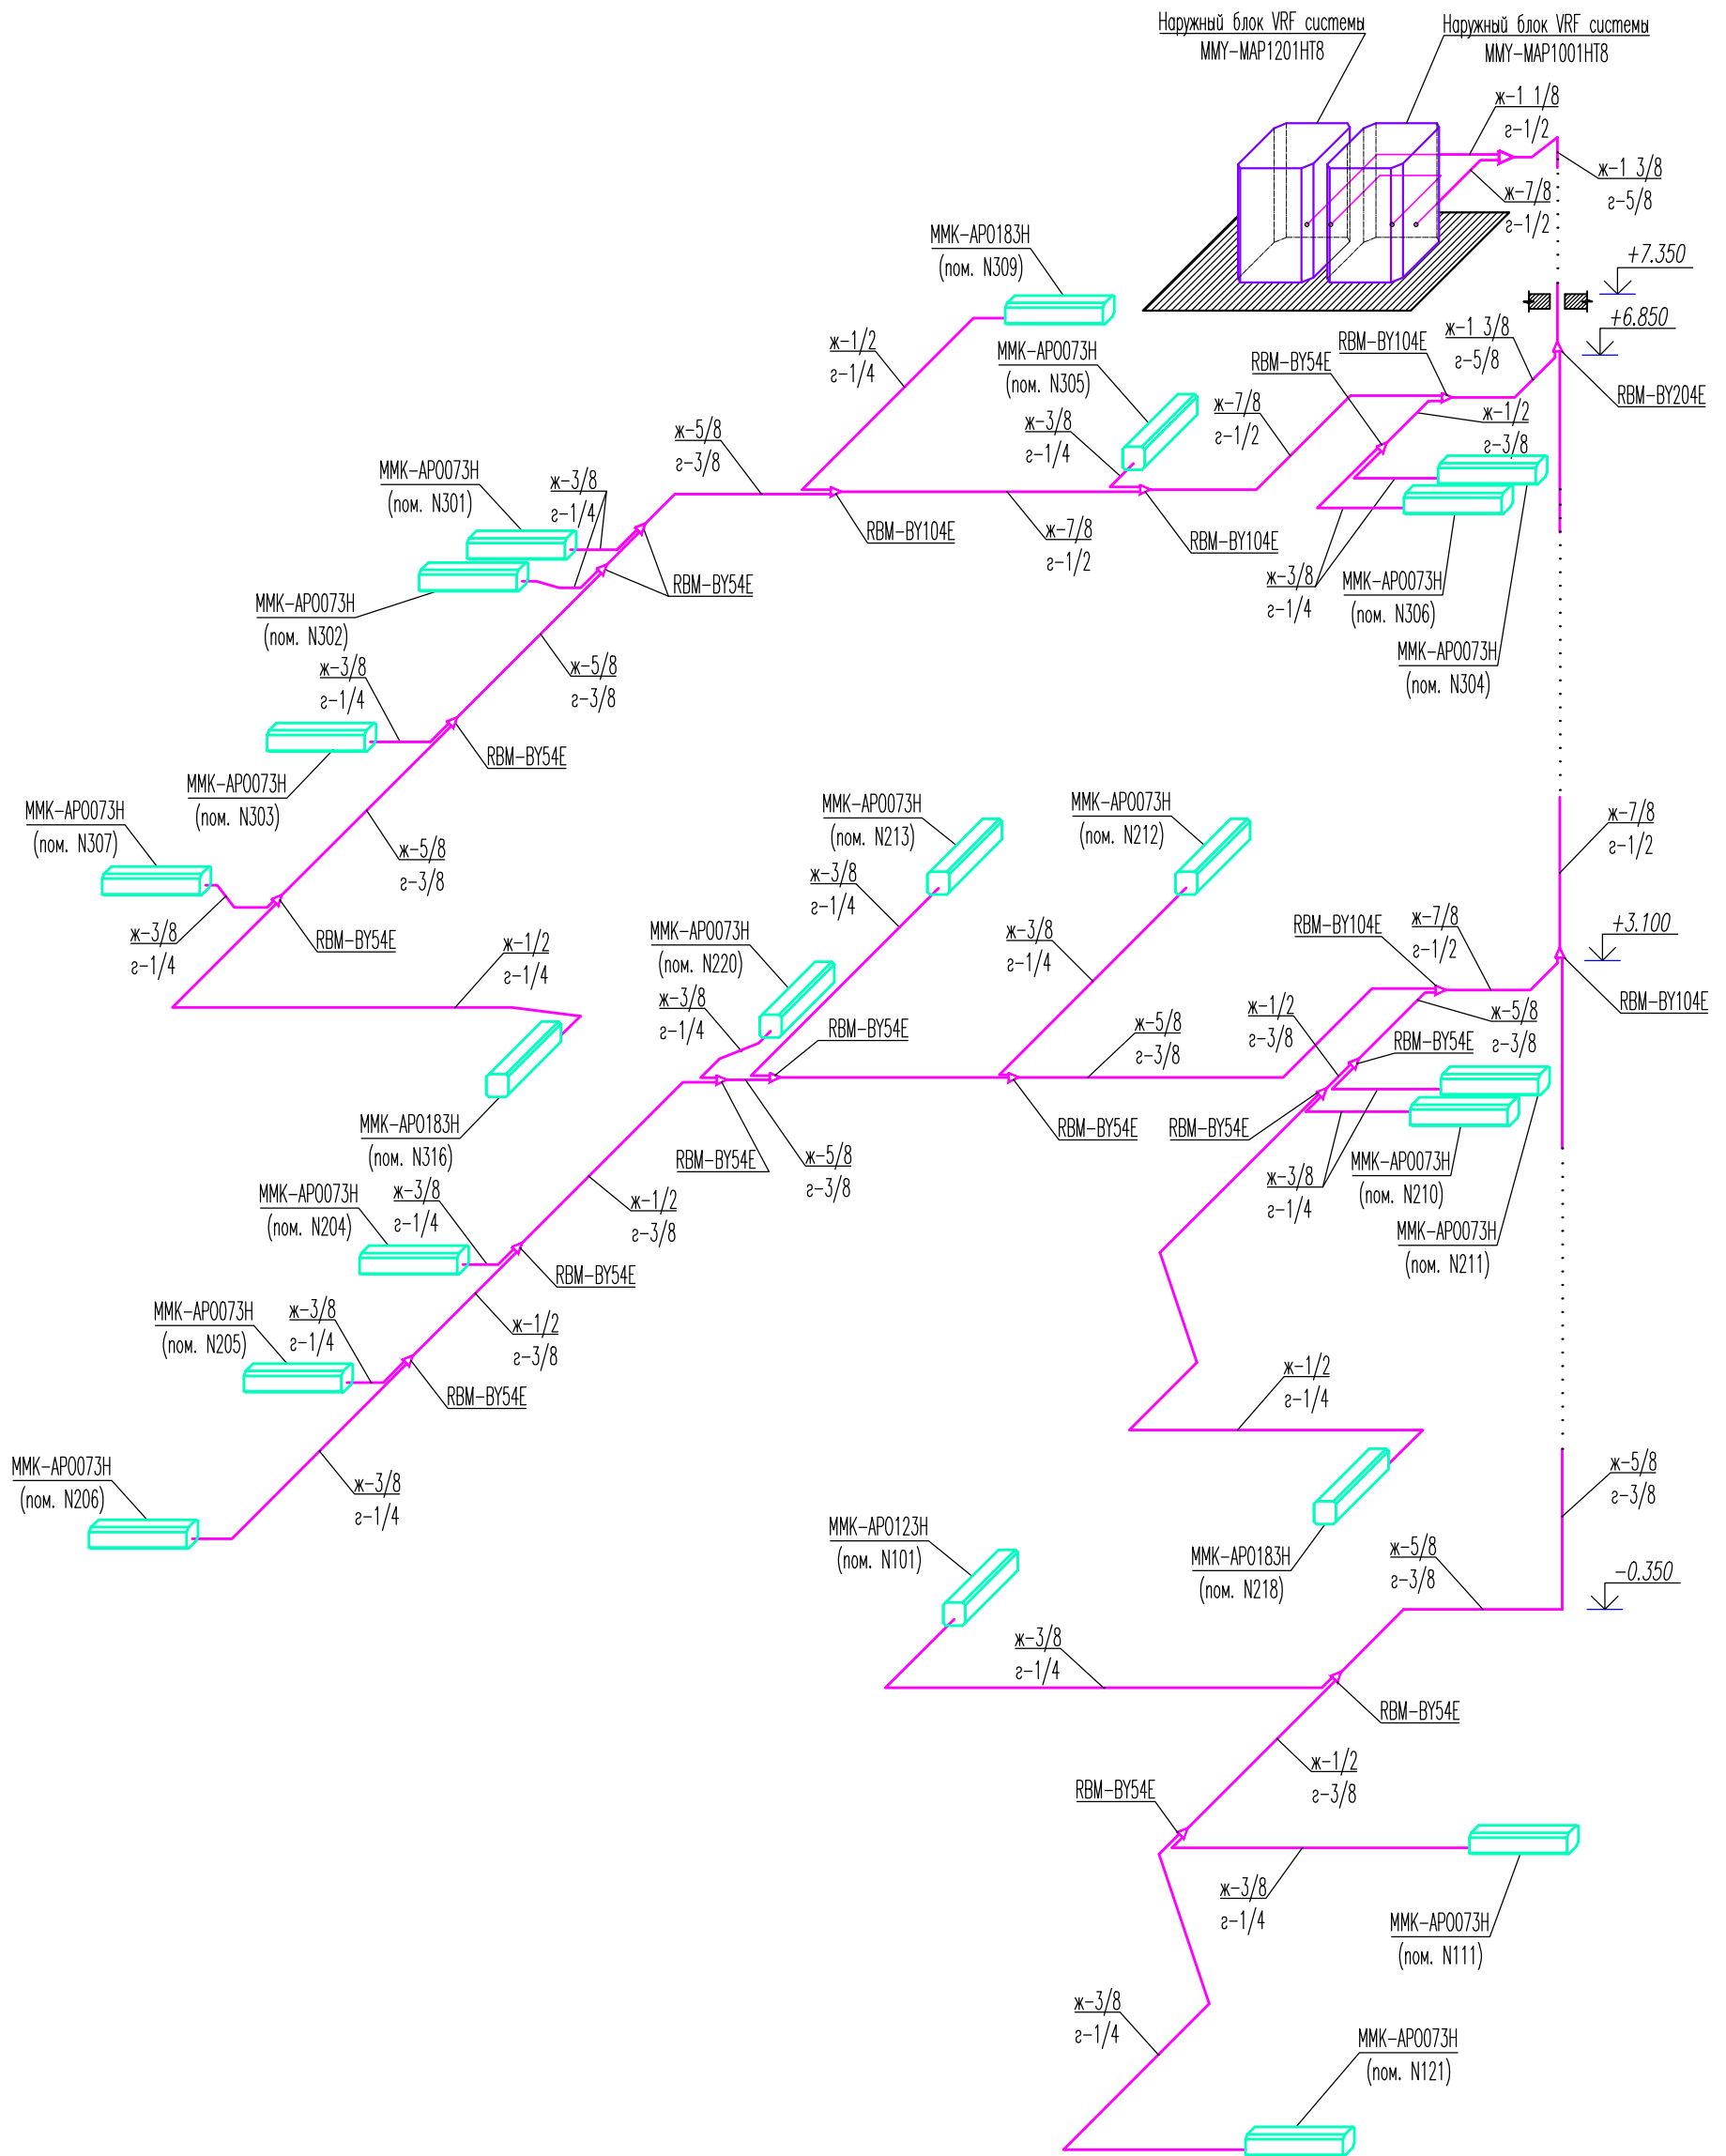 Наружный блок VRF системы
MMY-MAP1201HT8
Наружный блок VRF системы
MMY-MAP1001HT8
ж-1 1/8
г-1/2
ж-1 3/8
г-5/8
ж-7/8
г-1/2
+7.350
+6.850
MMK-AP0183H
(пом. N309)
ж-1/2
г-1/4
MMK-AP0073H
(пом. N305)
ж-3/8
г-1/4
ж-7/8
г-1/2
RBM-BY54E
RBM-BY104E
ж-1 3/8
г-5/8
RBM-BY204E
ж-1/2
г-3/8
ж-5/8
г-3/8
MMK-AP0073H
(пом. N301)
ж-3/8
г-1/4
RBM-BY104E
ж-7/8
г-1/2
RBM-BY104E
RBM-BY54E
MMK-AP0073H
(пом. N302)
ж-3/8
г-1/4
MMK-AP0073H
(пом. N306)
MMK-AP0073H
(пом. N304)
ж-3/8
г-1/4
ж-5/8
г-3/8
RBM-BY54E
MMK-AP0073H
(пом. N303)
MMK-AP0073H
(пом. N307)
ж-5/8
г-3/8
MMK-AP0073H
(пом. N213)
MMK-AP0073H
(пом. N212)
ж-7/8
г-1/2
ж-3/8
г-1/4
ж-3/8
г-1/4
RBM-BY54E
ж-1/2
г-1/4
MMK-AP0073H
(пом. N220)
ж-3/8
г-1/4
ж-3/8
г-1/4
RBM-BY104E
ж-7/8
г-1/2
+3.100
RBM-BY104E
RBM-BY54E
ж-5/8
г-3/8
ж-1/2
г-3/8
ж-5/8
г-3/8
RBM-BY54E
MMK-AP0183H
(пом. N316)
RBM-BY54E
ж-5/8
г-3/8
RBM-BY54E
RBM-BY54E
ж-3/8
г-1/4
MMK-AP0073H
(пом. N210)
MMK-AP0073H
(пом. N211)
MMK-AP0073H
(пом. N204)
ж-3/8
г-1/4
ж-1/2
г-3/8
RBM-BY54E
MMK-AP0073H
(пом. N205)
ж-3/8
г-1/4
ж-1/2
г-3/8
RBM-BY54E
ж-1/2
г-1/4
MMK-AP0073H
(пом. N206)
ж-3/8
г-1/4
ж-5/8
г-3/8
MMK-AP0123H
(пом. N101)
MMK-AP0183H
(пом. N218)
ж-5/8
г-3/8
-0.350
ж-3/8
г-1/4
RBM-BY54E
ж-1/2
г-3/8
RBM-BY54E
ж-3/8
г-1/4
MMK-AP0073H
(пом. N111)
ж-3/8
г-1/4
MMK-AP0073H
(пом. N121)